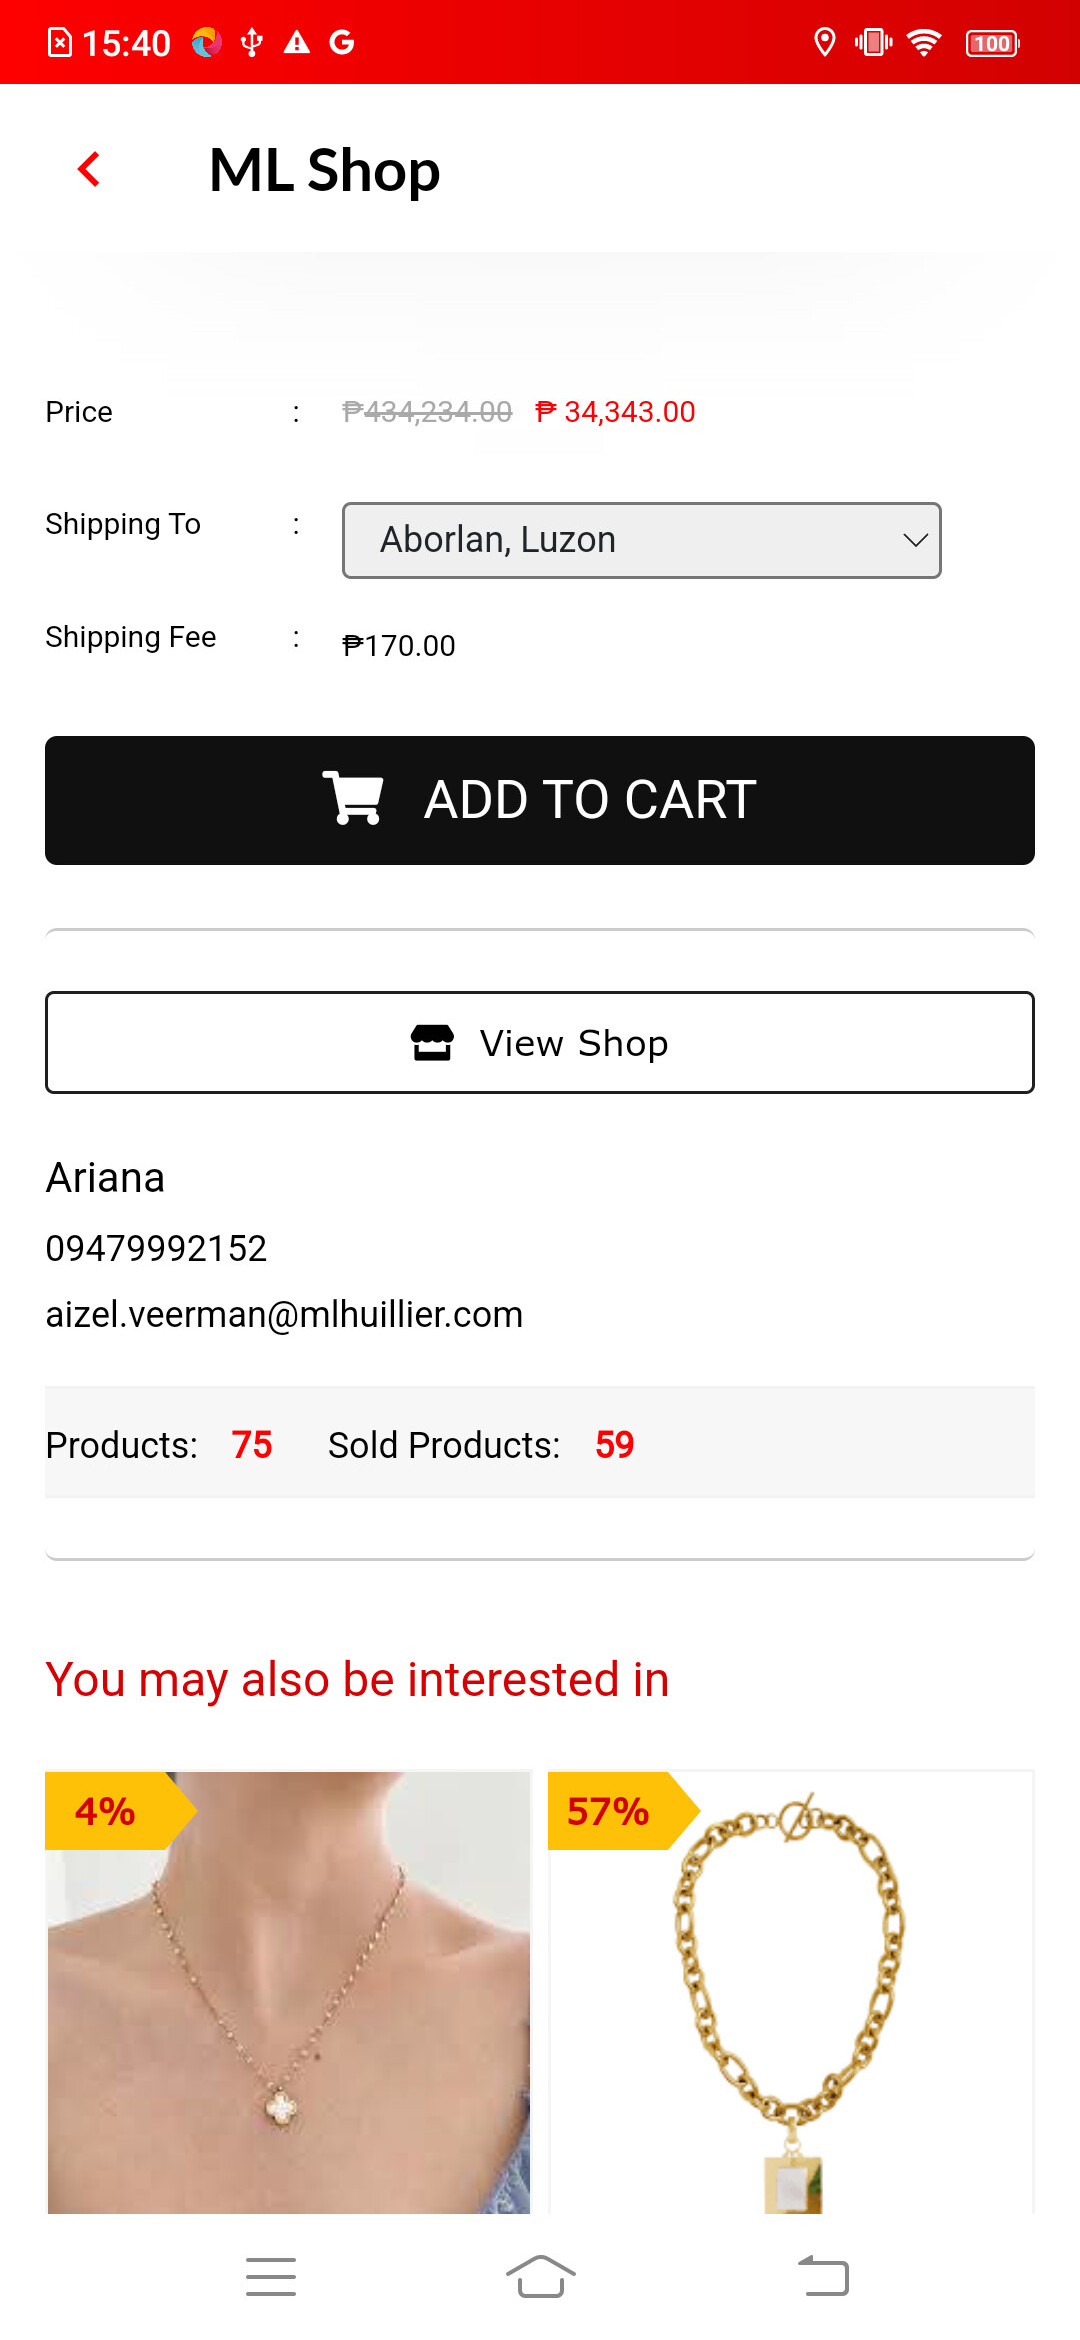 15:40
100
ML Shop
Price : ₱434,234.00 ₱ 34,343.00
Shipping To : Aborlan, Luzon
Shipping Fee : ₱170.00
ADD TO CART
View Shop
Ariana
09479992152
aizel.veerman@mlhuillier.com
Products: 75 Sold Products: 59
You may also be interested in
4% 57%